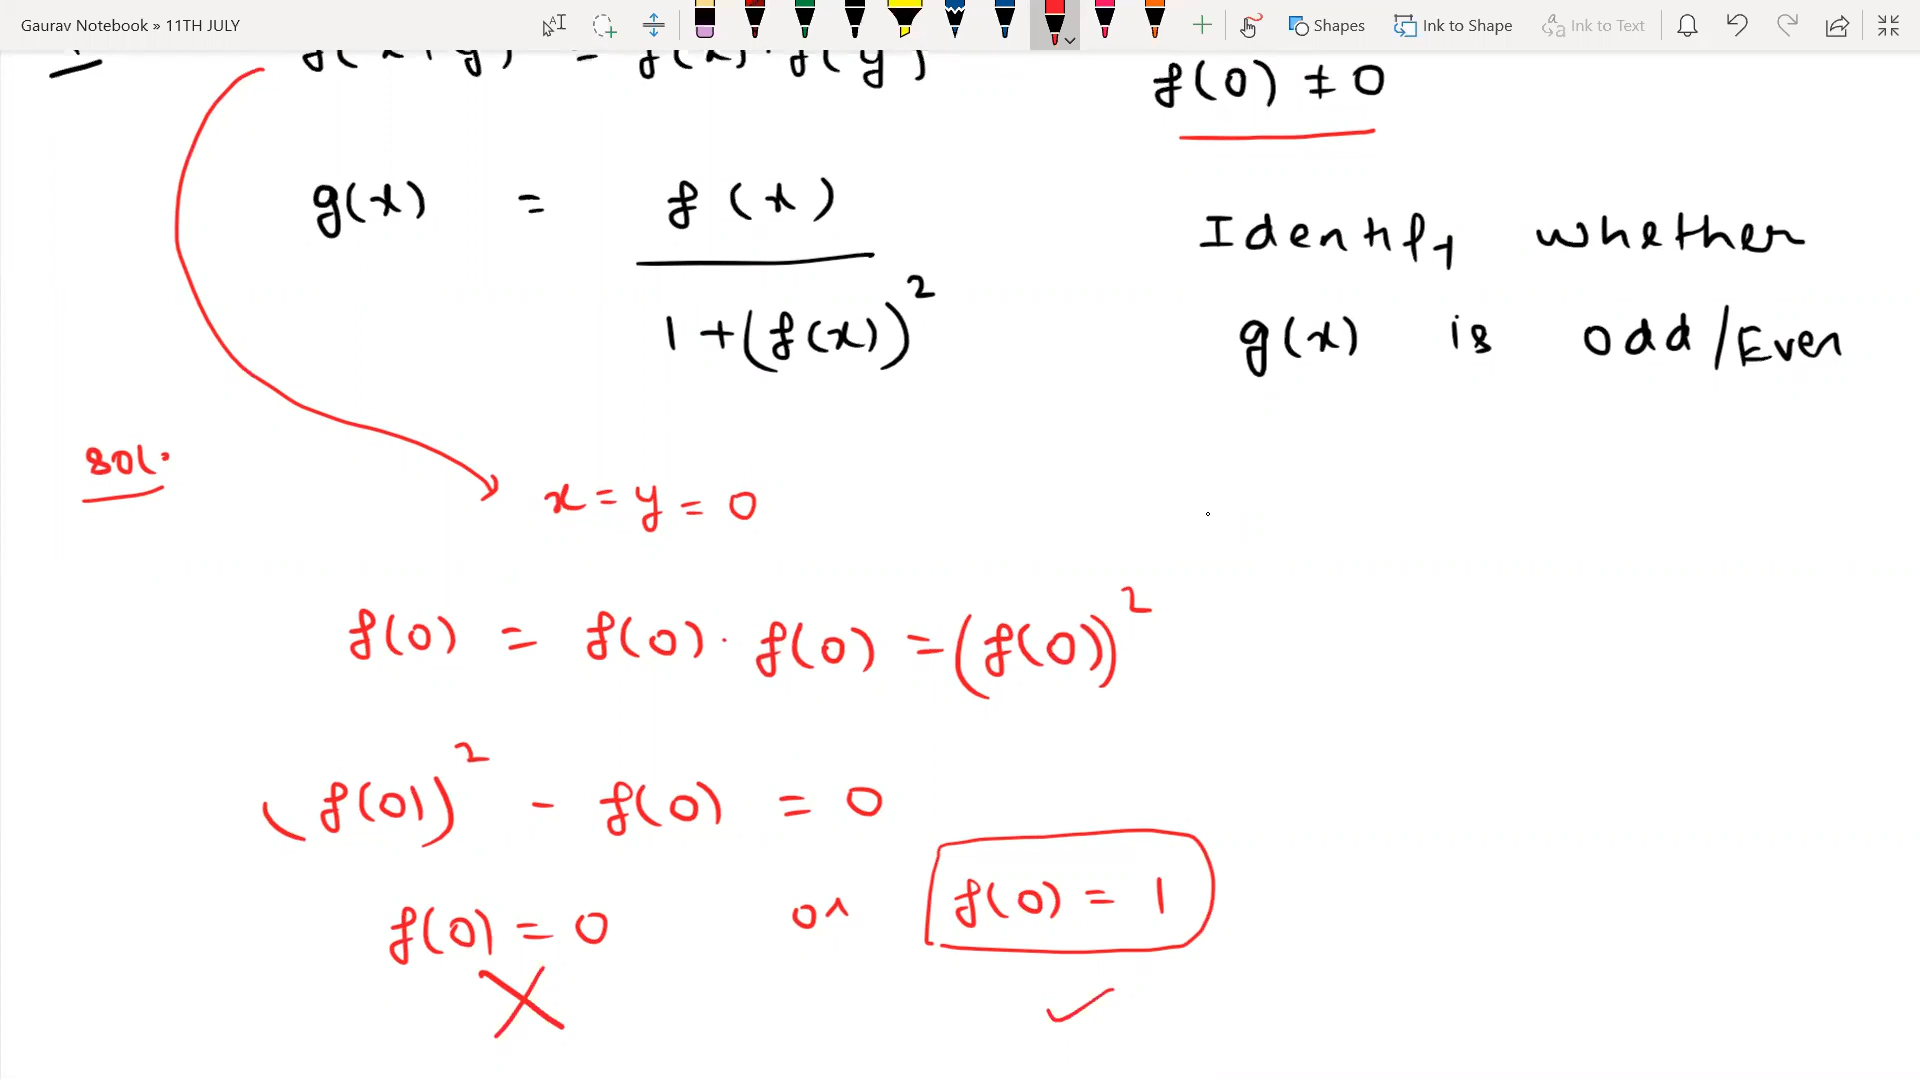 Gaurav Notebook » 11TH JULY
Shapes
Ink to Shape
Ink to Text
f(x+y) = f(x)·f(y)
f(0) ≠ 0
g(x) = f(x) / 1+(f(x))²
Identify whether
g(x) is odd/Even
sol.
x = y = 0
f(0) = f(0)·f(0) = (f(0))²
(f(0))² - f(0) = 0
f(0) = 0 or f(0) = 1